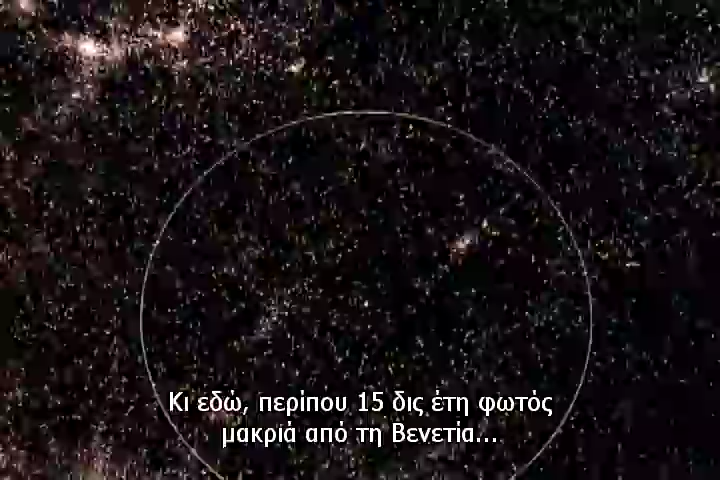 Κι εδώ, περίπου 15 δις έτη φωτός
μακριά από τη Βενετία...